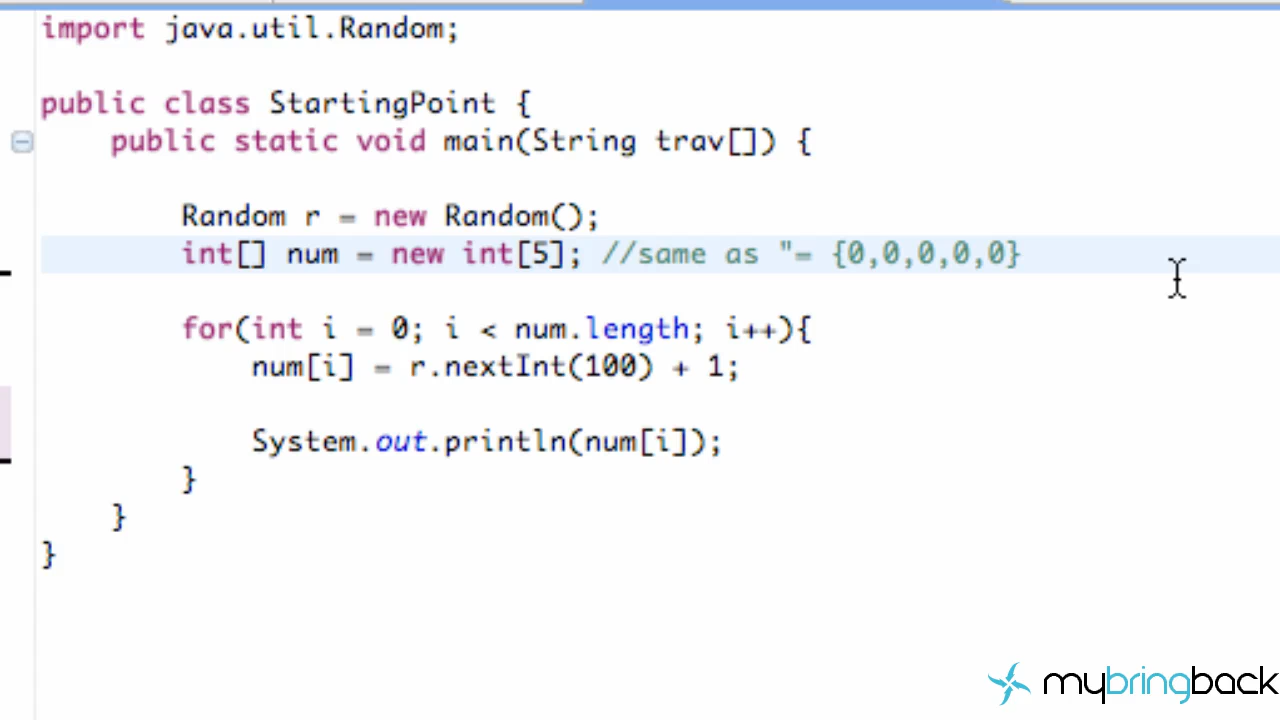 import java.util.Random;
public class StartingPoint {
public static void main(String trav[]) {
Random r = new Random();
int[] num = new int[5]; //same as "= {0,0,0,0,0}
for(int i = 0; i < num.length; i++){
num[i] = r.nextInt(100) + 1;
System.out.println(num[i]);
}
}
}
mybringback